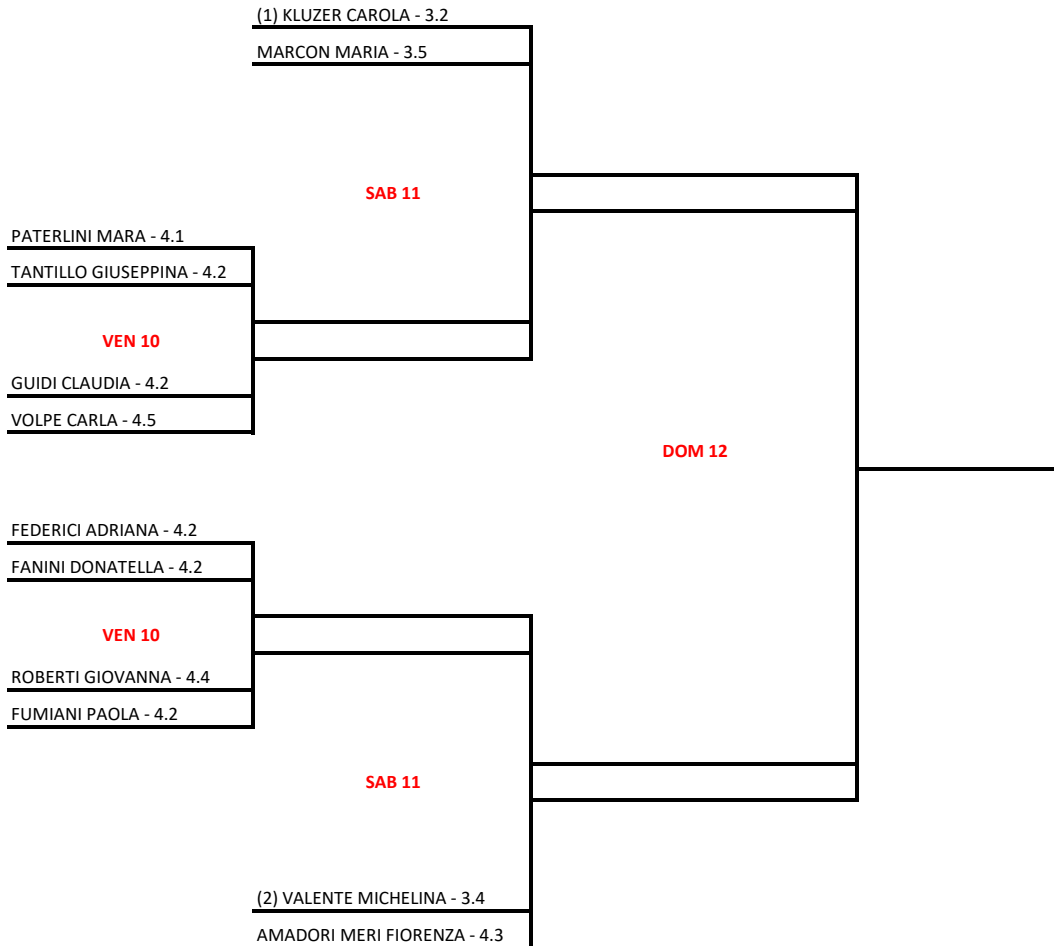 (1) KLUZER CAROLA - 3.2
MARCON MARIA - 3.5
SAB 11
PATERLINI MARA - 4.1
TANTILLO GIUSEPPINA - 4.2
VEN 10
GUIDI CLAUDIA - 4.2
VOLPE CARLA - 4.5
DOM 12
FEDERICI ADRIANA - 4.2
FANINI DONATELLA - 4.2
VEN 10
ROBERTI GIOVANNA - 4.4
FUMIANI PAOLA - 4.2
SAB 11
(2) VALENTE MICHELINA - 3.4
AMADORI MERI FIORENZA - 4.3